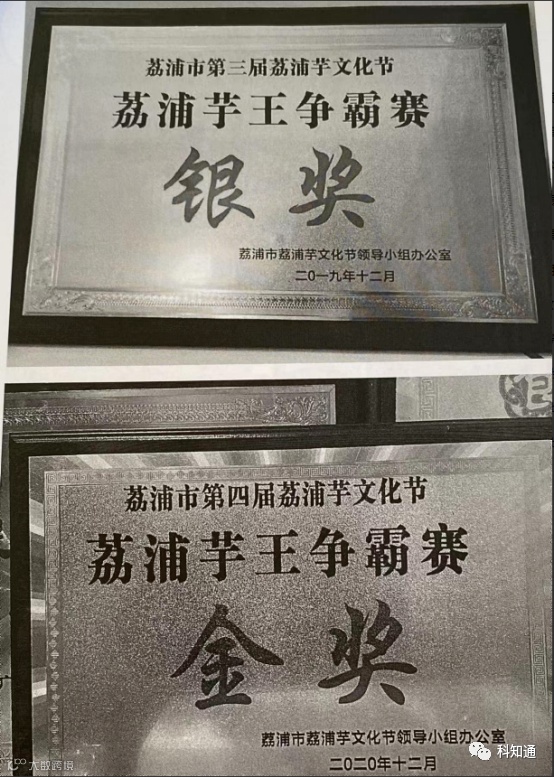 荔浦市第三届荔浦芋文化节
荔浦芋王争霸赛
银奖
荔浦市荔浦芋文化节领导小组办公室
二〇一九年十二月
荔浦市第四届荔浦芋文化节
荔浦芋王争霸赛
金奖
荔浦市荔浦芋文化节领导小组办公室
二〇二〇年十二月
科知通
大数跨境